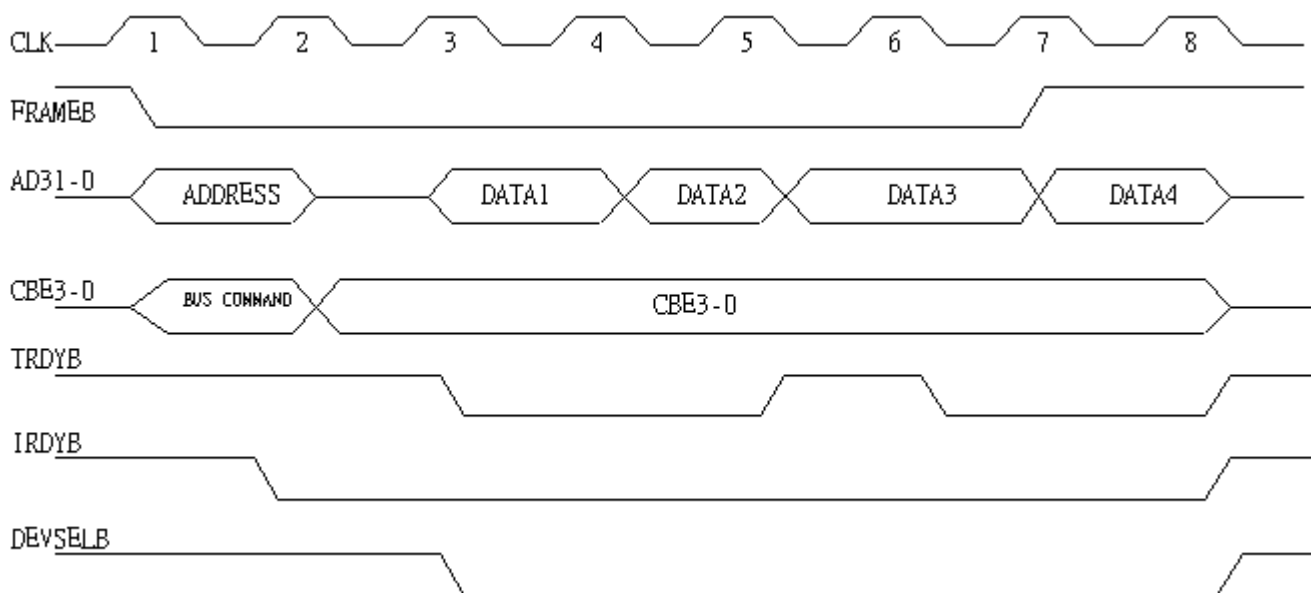 CLK 1 2 3 4 5 6 7 8
FRAMEB
AD31-0 ADDRESS DATA1 DATA2 DATA3 DATA4
CBE3-0 BUS COMMAND CBE3-0
TRDYB
IRDYB
DEVSELB